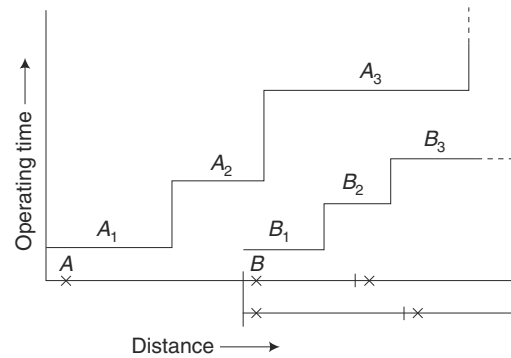 A₃
B₃
A₂
B₂
A₁
B₁
Operating time
A
B
Distance